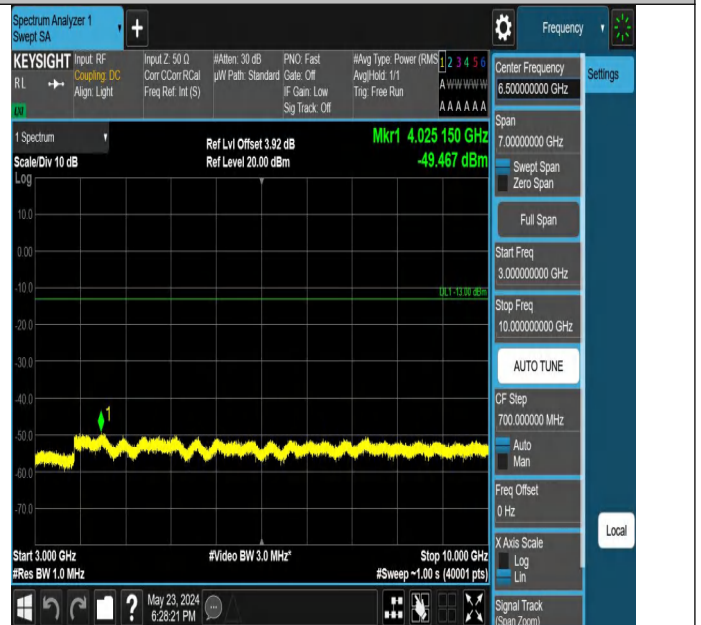 Spectrum Analyzer 1
Swept SA
Frequency
KEYSIGHT
RL
Input: RF
Coupling: DC
Align: Light
Input Z: 50 Ω
Corr CCorr RCal
Freq Ref: Int (S)
#Atten: 30 dB
µW Path: Standard
PNO: Fast
Gate: Off
IF Gain: Low
Sig Track: Off
#Avg Type: Power (RMS
Avg|Hold: 1/1
Trig: Free Run
1 2 3 4 5 6
A W W W W W
A A A A A A
1 Spectrum
Scale/Div 10 dB
Log
Ref Lvl Offset 3.92 dB
Ref Level 20.00 dBm
Mkr1 4.025 150 GHz
-49.467 dBm
10.0
0.00
-10.0
-20.0
-30.0
-40.0
-50.0
-60.0
-70.0
DL1 -13.00 dBm
1
Start 3.000 GHz
#Res BW 1.0 MHz
#Video BW 3.0 MHz*
Stop 10.000 GHz
#Sweep ~1.00 s (40001 pts)
Center Frequency
6.500000000 GHz
Settings
Span
7.00000000 GHz
Swept Span
Zero Span
Full Span
Start Freq
3.000000000 GHz
Stop Freq
10.000000000 GHz
AUTO TUNE
CF Step
700.000000 MHz
Auto
Man
Freq Offset
0 Hz
X Axis Scale
Log
Lin
Local
Signal Track
(Span Zoom)
?
May 23, 2024
6:28:21 PM